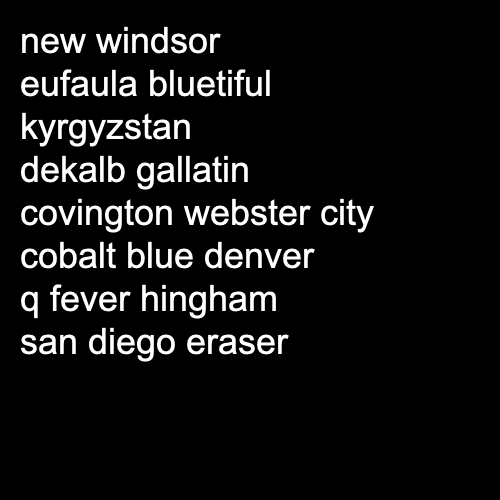 new windsor
eufaula bluetiful
kyrgyzstan
dekalb gallatin
covington webster city
cobalt blue denver
q fever hingham
san diego eraser